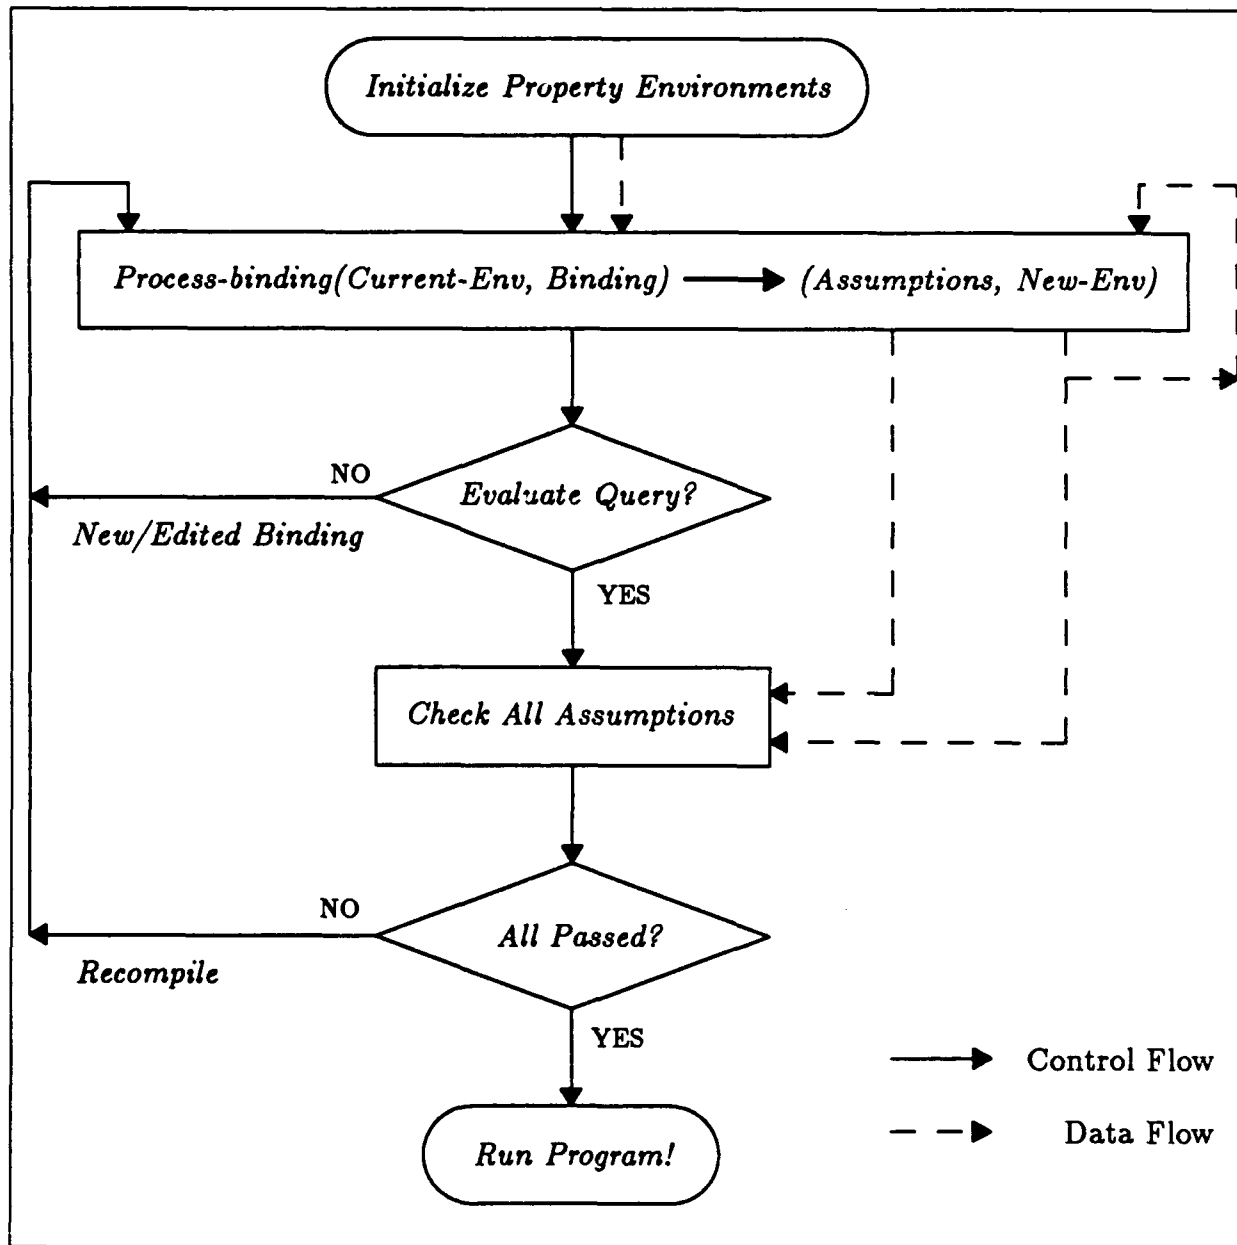 Initialize Property Environments
Process-binding(Current-Env, Binding) (Assumptions, New-Env)
NO
Evaluate Query?
New/Edited Binding
YES
Check All Assumptions
NO
All Passed?
Recompile
YES
Control Flow
Data Flow
Run Program!